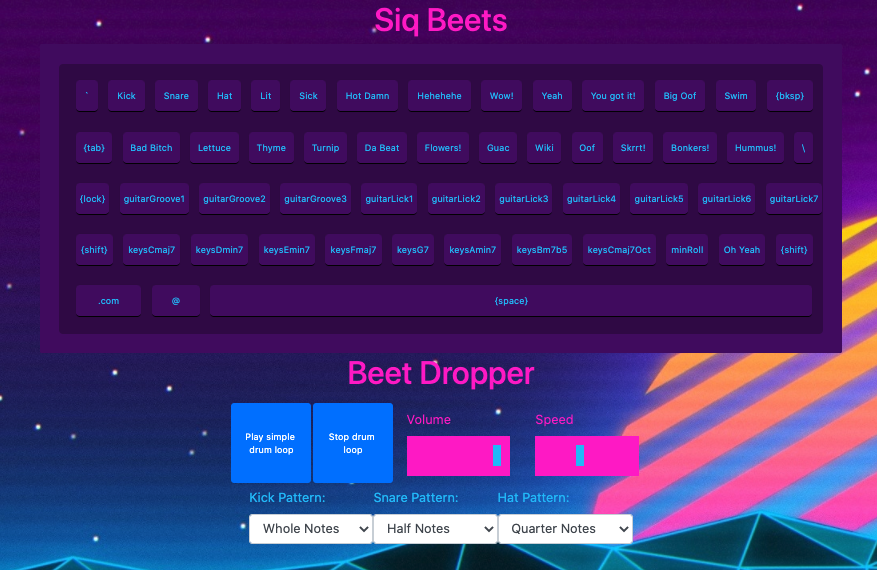 Siq Beets
` Kick Snare Hat Lit Sick Hot Damn Hehehehe Wow! Yeah You got it! Big Oof Swim {bksp}
{tab} Bad Bitch Lettuce Thyme Turnip Da Beat Flowers! Guac Wiki Oof Skrrt! Bonkers! Hummus! \
{lock} guitarGroove1 guitarGroove2 guitarGroove3 guitarLick1 guitarLick2 guitarLick3 guitarLick4 guitarLick5 guitarLick6 guitarLick7
{shift} keysCmaj7 keysDmin7 keysEmin7 keysFmaj7 keysG7 keysAmin7 keysBm7b5 keysCmaj7Oct minRoll Oh Yeah {shift}
.com @ {space}
Beet Dropper
Play simple
drum loop
Stop drum
loop
Volume Speed
Kick Pattern: Snare Pattern: Hat Pattern:
Whole Notes Half Notes Quarter Notes